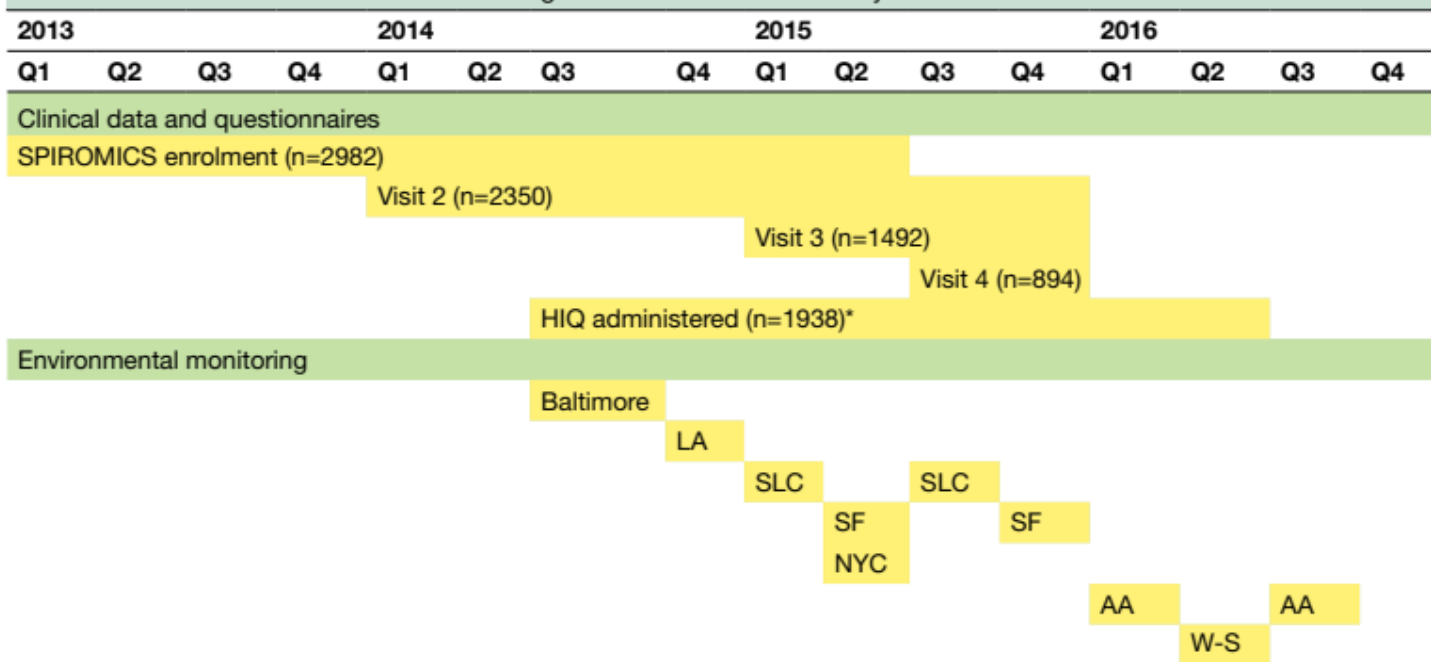 2013 2014 2015 2016
Q1 Q2 Q3 Q4 Q1 Q2 Q3 Q4 Q1 Q2 Q3 Q4 Q1 Q2 Q3 Q4
Clinical data and questionnaires
SPIROMICS enrolment (n=2982)
Visit 2 (n=2350)
Visit 3 (n=1492)
Visit 4 (n=894)
HIQ administered (n=1938)*
Environmental monitoring
Baltimore
LA
SLC SLC
SF SF
NYC
AA AA
W-S